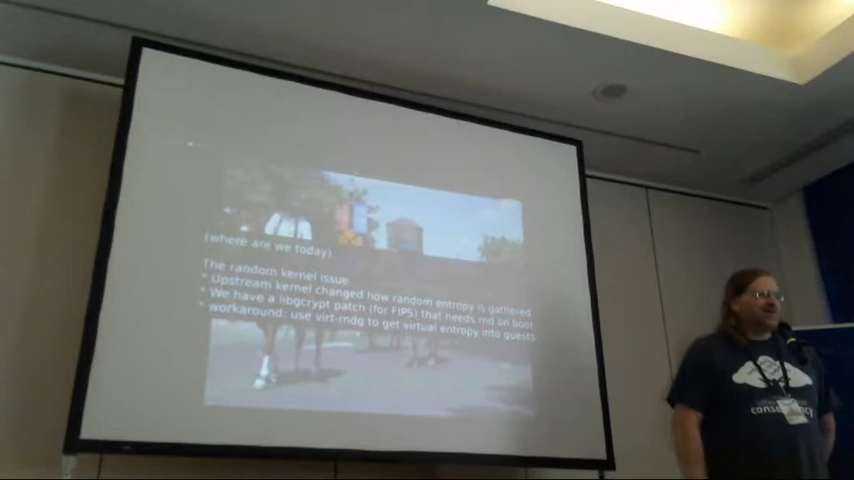 (where are we today)
The random kernel issue
* Upstream kernel changed how random entropy is gathered
* We have a libgcrypt patch (for FIPS) that needs rnd on boot
* workaround: use virt-rndg to get virtual entropy into guests